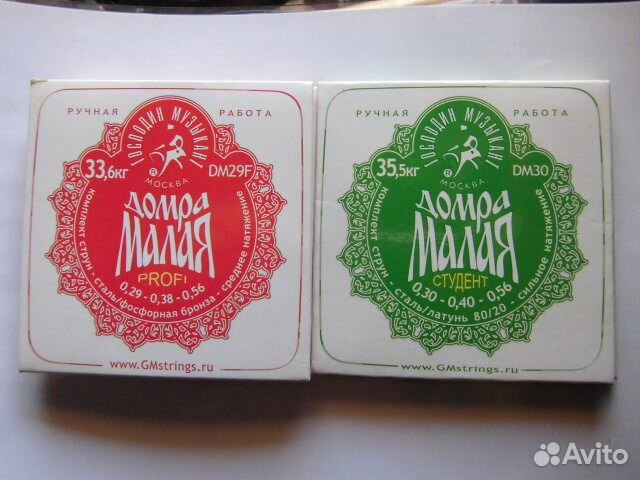 РУЧНАЯ РАБОТА
ГОСПОДИН МУЗЫКАНТ
®
МОСКВА
33,6кг DM29F
ДОМРА
МАЛАЯ
PROFI
0,29 - 0,38 - 0,56
комплект струн - сталь/фосфорная бронза - среднее натяжение
www.GMstrings.ru
РУЧНАЯ РАБОТА
ГОСПОДИН МУЗЫКАНТ
®
МОСКВА
35,5кг DM30
ДОМРА
МАЛАЯ
СТУДЕНТ
0,30 - 0,40 - 0,56
комплект струн - сталь/латунь 80/20 - сильное натяжение
www.GMstrings.ru
Avito